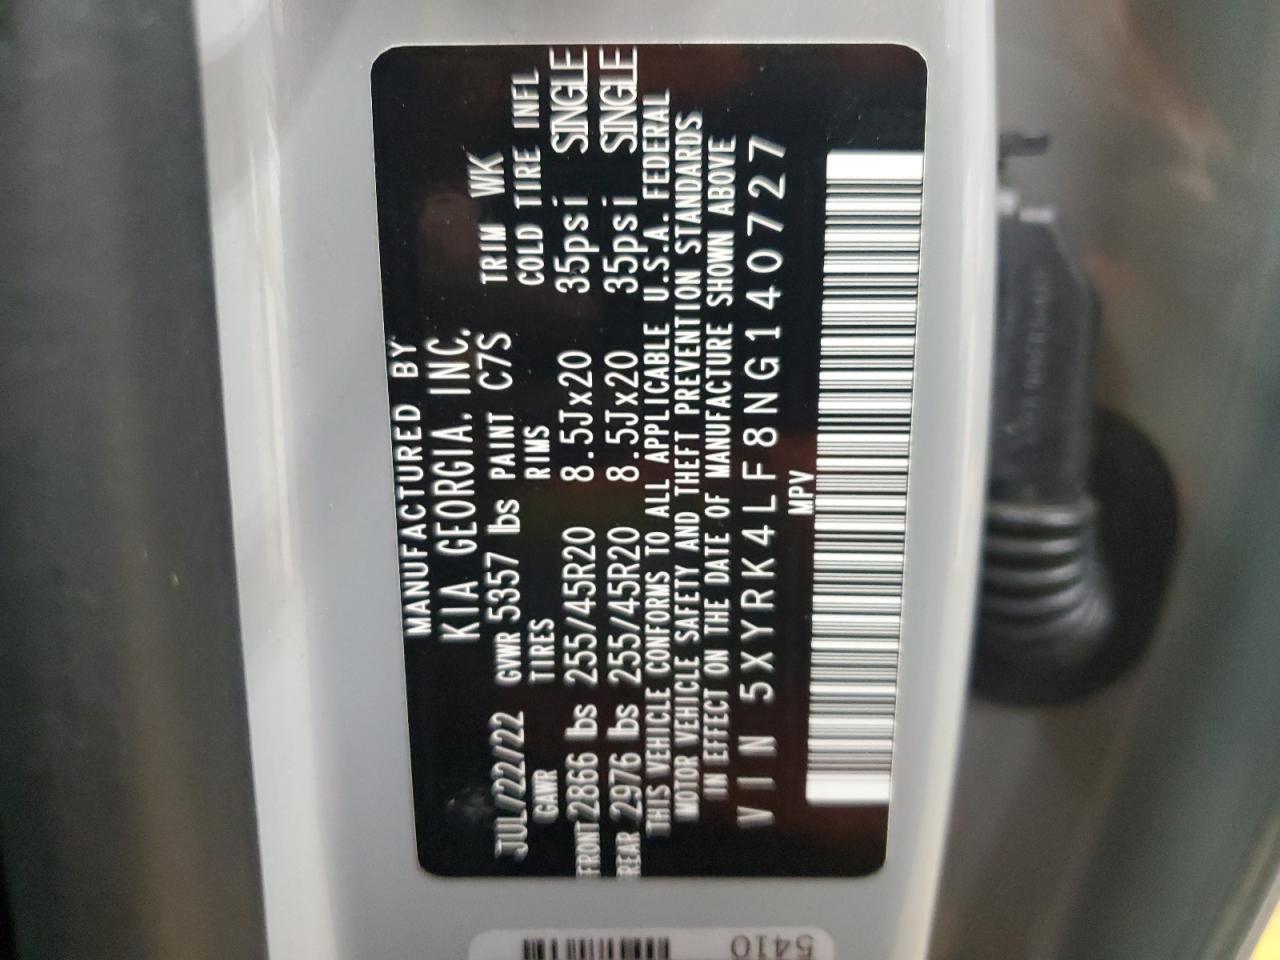 MANUFACTURED BY
KIA GEORGIA, INC.
JUL/22/22 GVWR 5357 lbs PAINT C7S TRIM WK
GAWR TIRES RIMS COLD TIRE INFL
FRONT 2866 lbs 255/45R20 8.5Jx20 35psi SINGLE
REAR 2976 lbs 255/45R20 8.5Jx20 35psi SINGLE
THIS VEHICLE CONFORMS TO ALL APPLICABLE U.S.A. FEDERAL
MOTOR VEHICLE SAFETY AND THEFT PREVENTION STANDARDS
IN EFFECT ON THE DATE OF MANUFACTURE SHOWN ABOVE
VIN 5XYRK4LF8NG140727
MPV
5410